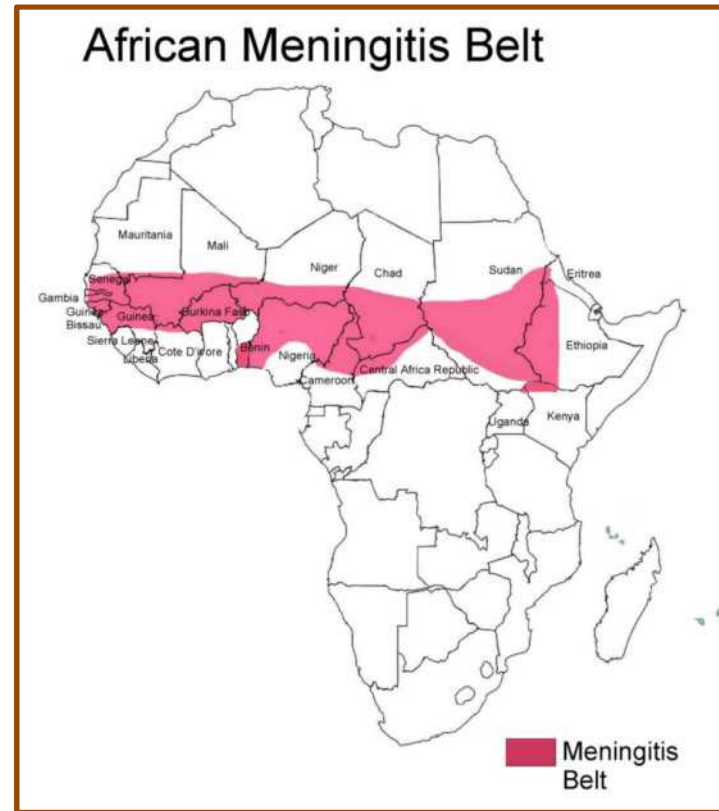 African Meningitis Belt
Mauritania
Mali
Niger
Chad
Sudan
Eritrea
Senegal
Gambia
Guinea
Bissau
Guinea
Burkina Faso
Sierra Leone
Liberia
Cote D'ivore
Benin
Nigeria
Cameroon
Central Africa Republic
Ethiopia
Uganda
Kenya
Meningitis
Belt